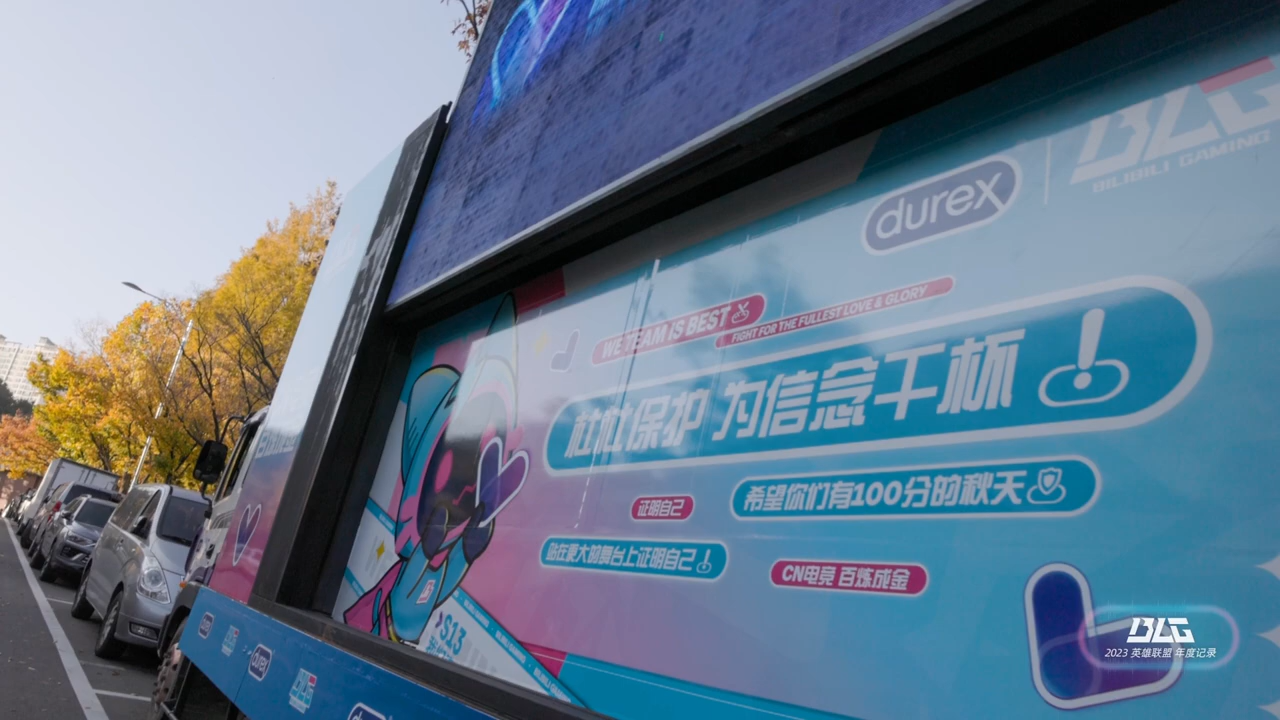 BLG
BILIBILI GAMING
durex
WE TEAM IS BEST
FIGHT FOR THE FULLEST LOVE & GLORY
杜杜保护 为信念干杯
希望你们有100分的秋天
证明自己
站在更大的舞台上证明自己
CN电竞 百炼成金
S13
durex
BLG
BLG
2023 英雄联盟 年度记录